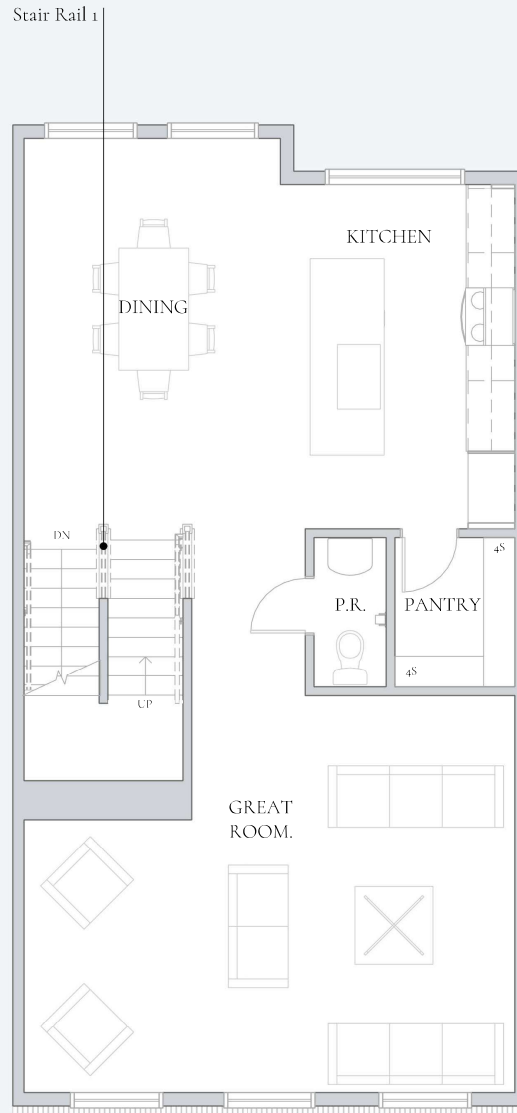 Stair Rail 1
KITCHEN
DINING
DN
4S
P.R.
PANTRY
4S
UP
GREAT
ROOM.